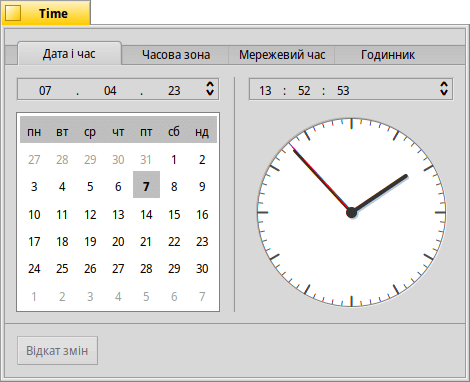 Time
Дата і час Часова зона Мережевий час Годинник
07 . 04 . 23 13 : 52 : 53
пн вт ср чт пт сб нд
27 28 29 30 31 1 2
3 4 5 6 7 8 9
10 11 12 13 14 15 16
17 18 19 20 21 22 23
24 25 26 27 28 29 30
1 2 3 4 5 6 7
Відкат змін